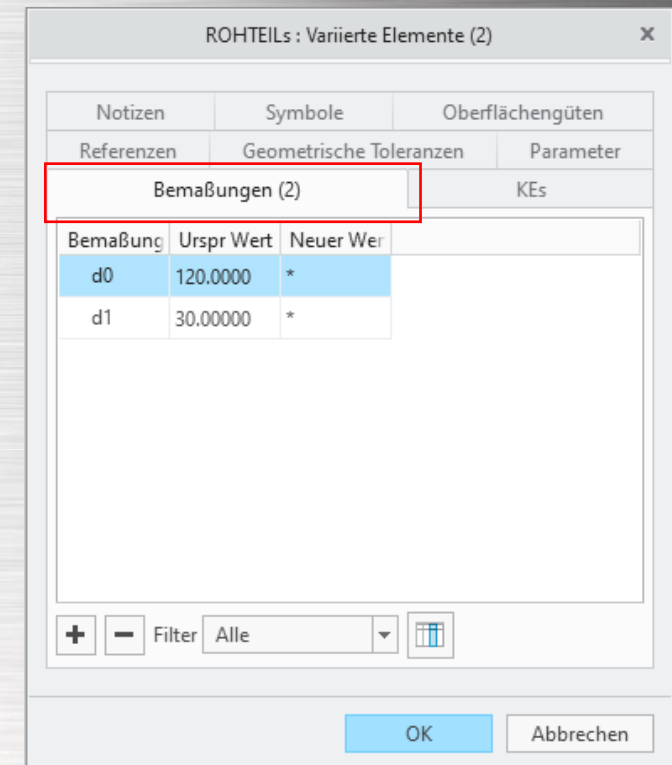 ROHTEILs : Variierte Elemente (2)
Notizen Symbole Oberflächengüten
Referenzen Geometrische Toleranzen Parameter
Bemaßungen (2) KEs
Bemaßung Urspr Wert Neuer Wer
d0 120.0000 *
d1 30.00000 *
Filter Alle
OK Abbrechen